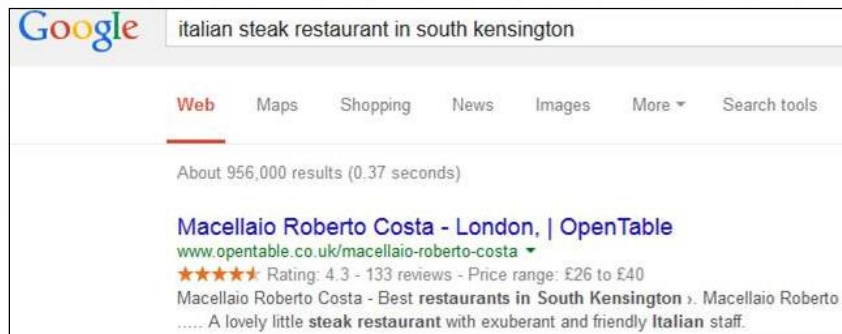 Google italian steak restaurant in south kensington
Web Maps Shopping News Images More Search tools
About 956,000 results (0.37 seconds)
Macellaio Roberto Costa - London, | OpenTable
www.opentable.co.uk/macellaio-roberto-costa
Rating: 4.3 - 133 reviews - Price range: £26 to £40
Macellaio Roberto Costa - Best restaurants in South Kensington ›. Macellaio Roberto
..... A lovely little steak restaurant with exuberant and friendly Italian staff.